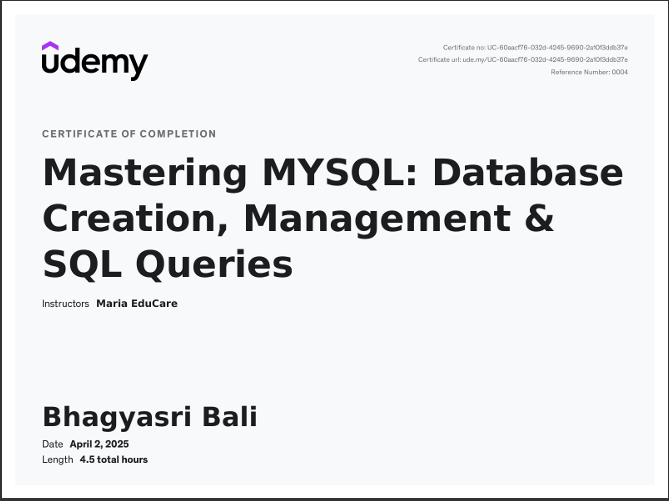 udemy
Certificate no: UC-60aacf76-032d-4245-9690-2a10f3ddb37e
Certificate url: ude.my/UC-60aacf76-032d-4245-9690-2a10f3ddb37e
Reference Number: 0004
CERTIFICATE OF COMPLETION
Mastering MYSQL: Database
Creation, Management &
SQL Queries
Instructors Maria EduCare
Bhagyasri Bali
Date April 2, 2025
Length 4.5 total hours